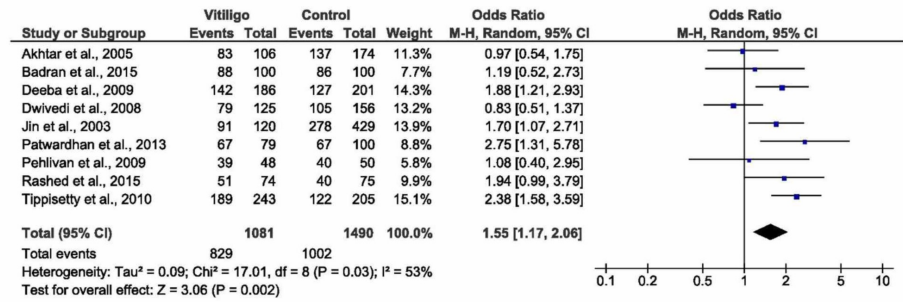 Vitiligo Control Odds Ratio Odds Ratio
Study or Subgroup Events Total Events Total Weight M-H, Random, 95% CI M-H, Random, 95% CI
Akhtar et al., 2005 83 106 137 174 11.3% 0.97 [0.54, 1.75]
Badran et al., 2015 88 100 86 100 7.7% 1.19 [0.52, 2.73]
Deeba et al., 2009 142 186 127 201 14.9% 1.88 [1.21, 2.93]
Dwivedi et al., 2008 79 125 105 156 13.4% 0.83 [0.51, 1.37]
Jin et al., 2003 91 120 278 429 13.9% 1.70 [1.07, 2.71]
Patwardhan et al., 2013 67 79 67 100 8.8% 2.75 [1.31, 5.78]
Pehlivan et al., 2009 39 48 40 50 5.8% 1.08 [0.40, 2.95]
Rashed et al., 2015 51 74 40 75 9.9% 1.94 [0.99, 3.79]
Tippisetty et al., 2010 189 243 122 205 15.1% 2.38 [1.58, 3.59]
Total (95% CI) 1081 1490 100.0% 1.55 [1.17, 2.06]
Total events 829 1002
Heterogeneity: Tau² = 0.09; Chi² = 17.01, df = 8 (P = 0.03); I² = 53%
Test for overall effect: Z = 3.06 (P = 0.002)
0.1 0.2 0.5 1 2 5 10